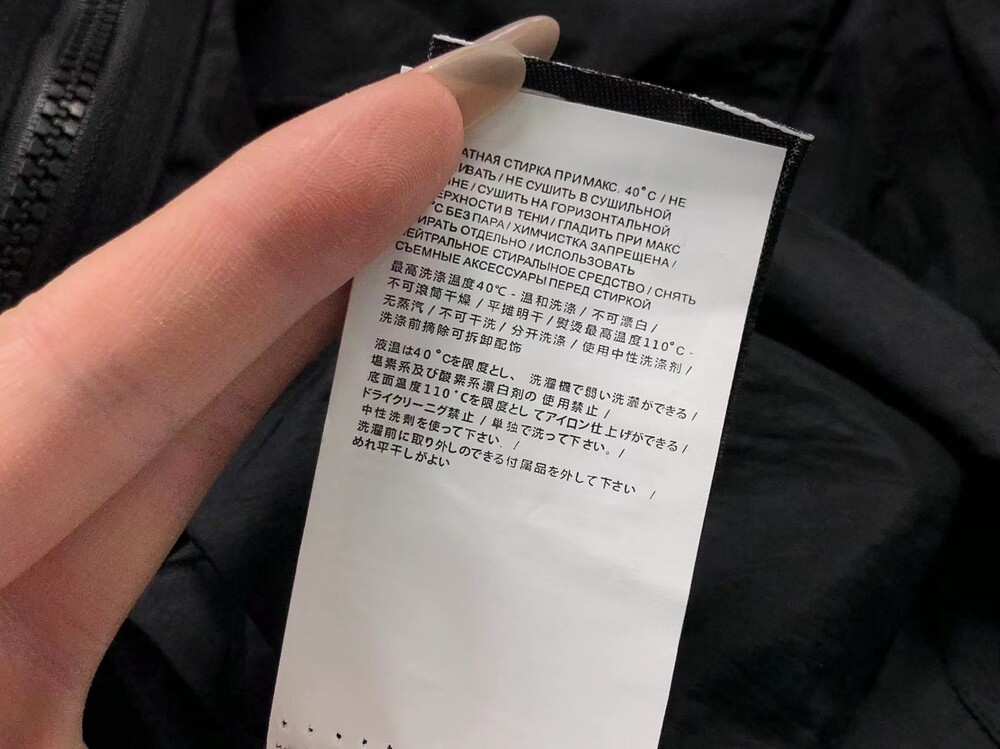 АТНАЯ СТИРКА ПРИ МАКС. 40°C / НЕ
ИВАТЬ / НЕ СУШИТЬ В СУШИЛЬНОЙ
НЕ / СУШИТЬ НА ГОРИЗОНТАЛЬНОЙ
ЕРХНОСТИ В ТЕНИ / ГЛАДИТЬ ПРИ МАКС
°C БЕЗ ПАРА / ХИМЧИСТКА ЗАПРЕЩЕНА /
ИРАТЬ ОТДЕЛЬНО / ИСПОЛЬЗОВАТЬ
ЕЙТРАЛЬНОЕ СТИРАЛЬНОЕ СРЕДСТВО / СНЯТЬ
СЪЕМНЫЕ АКСЕССУАРЫ ПЕРЕД СТИРКОЙ
最高洗涤温度40℃ - 温和洗涤 / 不可漂白 /
不可滚筒干燥 / 平摊明干 / 熨烫最高温度110°C -
无蒸汽 / 不可干洗 / 分开洗涤 / 使用中性洗涤剂 /
洗涤前摘除可拆卸配饰
液温は40 °Cを限度とし、 洗濯機で弱い洗濯ができる /
塩素系及び酸素系漂白剤の 使用禁止 /
底面温度110 °Cを限度とし てアイロン仕上げができる /
ドライクリーニグ禁止 / 単独で洗って下さい。 /
中性洗剤を使って下さい。 /
洗濯前に取り外しのできる付属品を外して下さい /
めれ平干しがよい